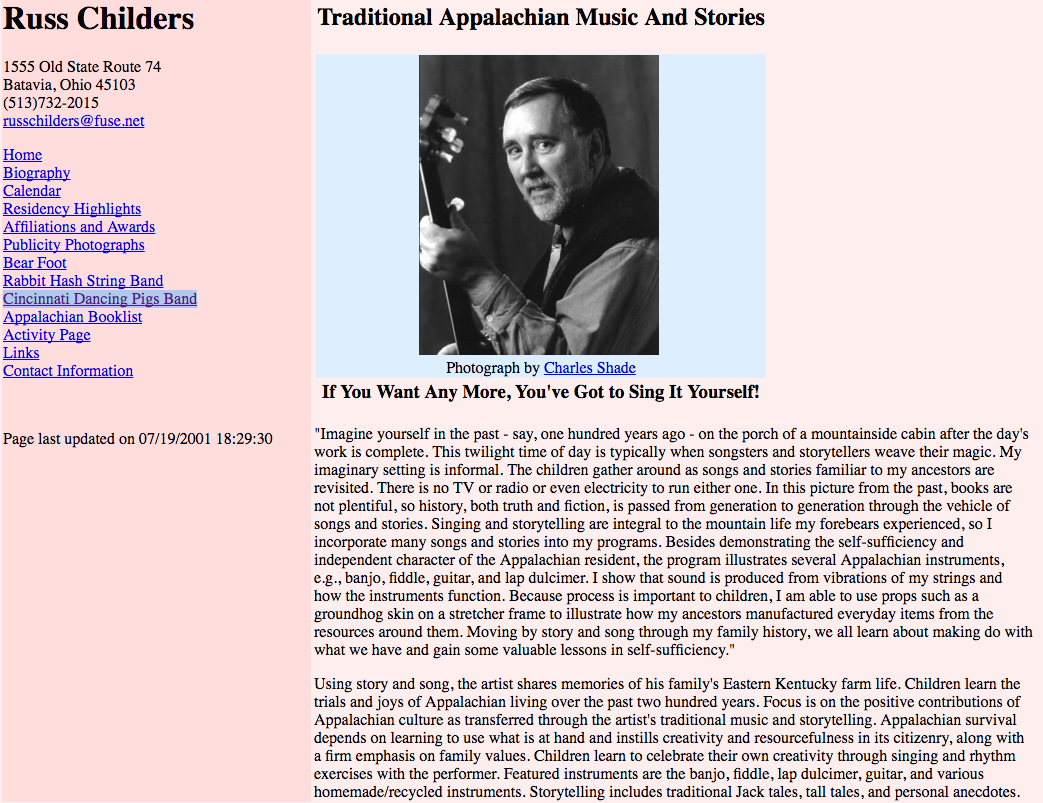 Russ Childers
1555 Old State Route 74
Batavia, Ohio 45103
(513)732-2015
russchilders@fuse.net
Home
Biography
Calendar
Residency Highlights
Affiliations and Awards
Publicity Photographs
Bear Foot
Rabbit Hash String Band
Cincinnati Dancing Pigs Band
Appalachian Booklist
Activity Page
Links
Contact Information
Page last updated on 07/19/2001 18:29:30
Traditional Appalachian Music And Stories
Photograph by Charles Shade
If You Want Any More, You've Got to Sing It Yourself!
"Imagine yourself in the past - say, one hundred years ago - on the porch of a mountainside cabin after the day's
work is complete. This twilight time of day is typically when songsters and storytellers weave their magic. My
imaginary setting is informal. The children gather around as songs and stories familiar to my ancestors are
revisited. There is no TV or radio or even electricity to run either one. In this picture from the past, books are
not plentiful, so history, both truth and fiction, is passed from generation to generation through the vehicle of
songs and stories. Singing and storytelling are integral to the mountain life my forebears experienced, so I
incorporate many songs and stories into my programs. Besides demonstrating the self-sufficiency and
independent character of the Appalachian resident, the program illustrates several Appalachian instruments,
e.g., banjo, fiddle, guitar, and lap dulcimer. I show that sound is produced from vibrations of my strings and
how the instruments function. Because process is important to children, I am able to use props such as a
groundhog skin on a stretcher frame to illustrate how my ancestors manufactured everyday items from the
resources around them. Moving by story and song through my family history, we all learn about making do with
what we have and gain some valuable lessons in self-sufficiency."
Using story and song, the artist shares memories of his family's Eastern Kentucky farm life. Children learn the
trials and joys of Appalachian living over the past two hundred years. Focus is on the positive contributions of
Appalachian culture as transferred through the artist's traditional music and storytelling. Appalachian survival
depends on learning to use what is at hand and instills creativity and resourcefulness in its citizenry, along with
a firm emphasis on family values. Children learn to celebrate their own creativity through singing and rhythm
exercises with the performer. Featured instruments are the banjo, fiddle, lap dulcimer, guitar, and various
homemade/recycled instruments. Storytelling includes traditional Jack tales, tall tales, and personal anecdotes.